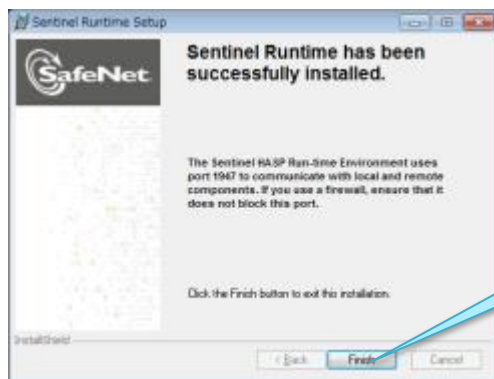 Sentinel Runtime Setup
SafeNet.
Sentinel Runtime has been
successfully installed.
The Sentinel HASP Run-time Environment uses
port 1947 to communicate with local and remote
components. If you use a firewall, ensure that it
does not block this port.
Click the Finish button to exit this installation.
InstallShield
< Back
Finish
Cancel